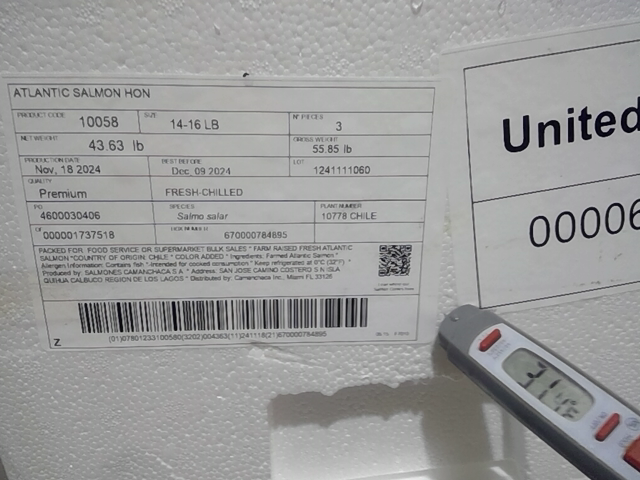 ATLANTIC SALMON HON
PRODUCT CODE 10058 SIZE 14-16 LB N° PIECES 3
NET WEIGHT 43.63 lb GROSS WEIGHT 55.85 lb
PRODUCTION DATE Nov, 18 2024 BEST BEFORE Dec, 09 2024 LOT 1241111060
QUALITY Premium FRESH-CHILLED
PO 4600030406 SPECIES Salmo salar PLANT NUMBER 10778 CHILE
OF 000001737518 BOX NUMBER 670000784895
PACKED FOR FOOD SERVICE OR SUPERMARKET BULK SALES * FARM RAISED FRESH ATLANTIC
SALMON *COUNTRY OF ORIGIN: CHILE * COLOR ADDED * Ingredients: Farmed Atlantic Salmon *
Allergen Information: Contains fish * Intended for cooked consumption * Keep refrigerated at 0°C (32°F) *
Produced by: SALMONES CAMANCHACA S.A * Address: SAN JOSE CAMINO COSTERO S/N ISLA
QUEHUA CALBUCO REGION DE LOS LAGOS * Distributed by: Camanchaca Inc., Miami FL 33126
Z (01)07801233100580(3202)004363(11)241118(21)670000784895
United
00006
31.4°F